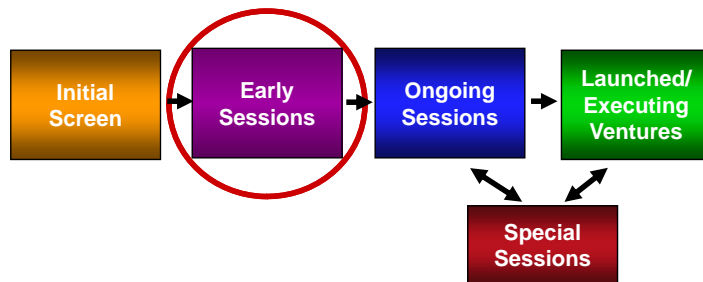 Initial
Screen
Early
Sessions
Ongoing
Sessions
Launched/
Executing
Ventures
Special
Sessions